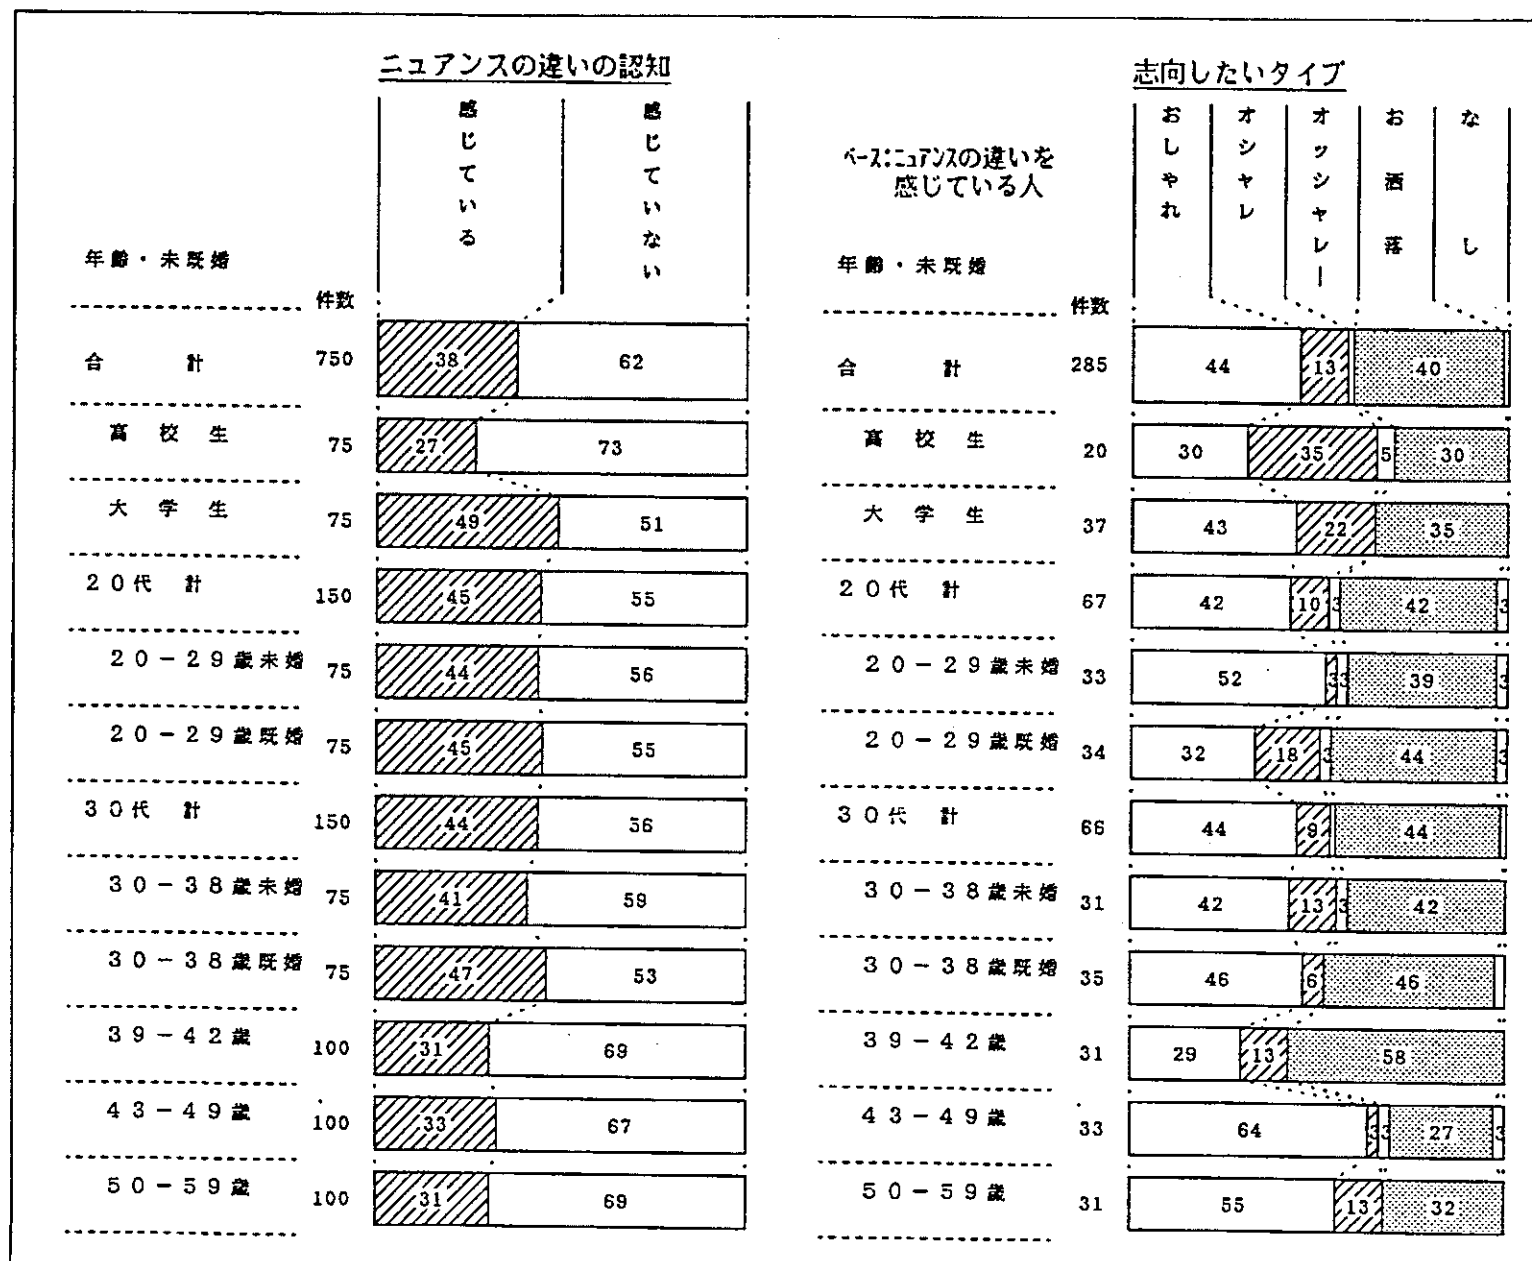 ニュアンスの違いの認知
感じている
感じていない
年齢・未既婚
件数
合計 750 38 62
高校生 75 27 73
大学生 75 49 51
20代 計 150 45 55
20-29歳未婚 75 44 56
20-29歳既婚 75 45 55
30代 計 150 44 56
30-38歳未婚 75 41 59
30-38歳既婚 75 47 53
39-42歳 100 31 69
43-49歳 100 33 67
50-59歳 100 31 69
志向したいタイプ
ベース:ニュアンスの違いを
感じている人
おしゃれ
オシャレ
オッシャレー
お洒落
なし
年齢・未既婚
件数
合計 285 44 13 40
高校生 20 30 35 5 30
大学生 37 43 22 35
20代 計 67 42 10 3 42 3
20-29歳未婚 33 52 3 3 39 3
20-29歳既婚 34 32 18 3 44 3
30代 計 66 44 9 44
30-38歳未婚 31 42 13 3 42
30-38歳既婚 35 46 6 46
39-42歳 31 29 13 58
43-49歳 33 64 3 3 27 3
50-59歳 31 55 13 32